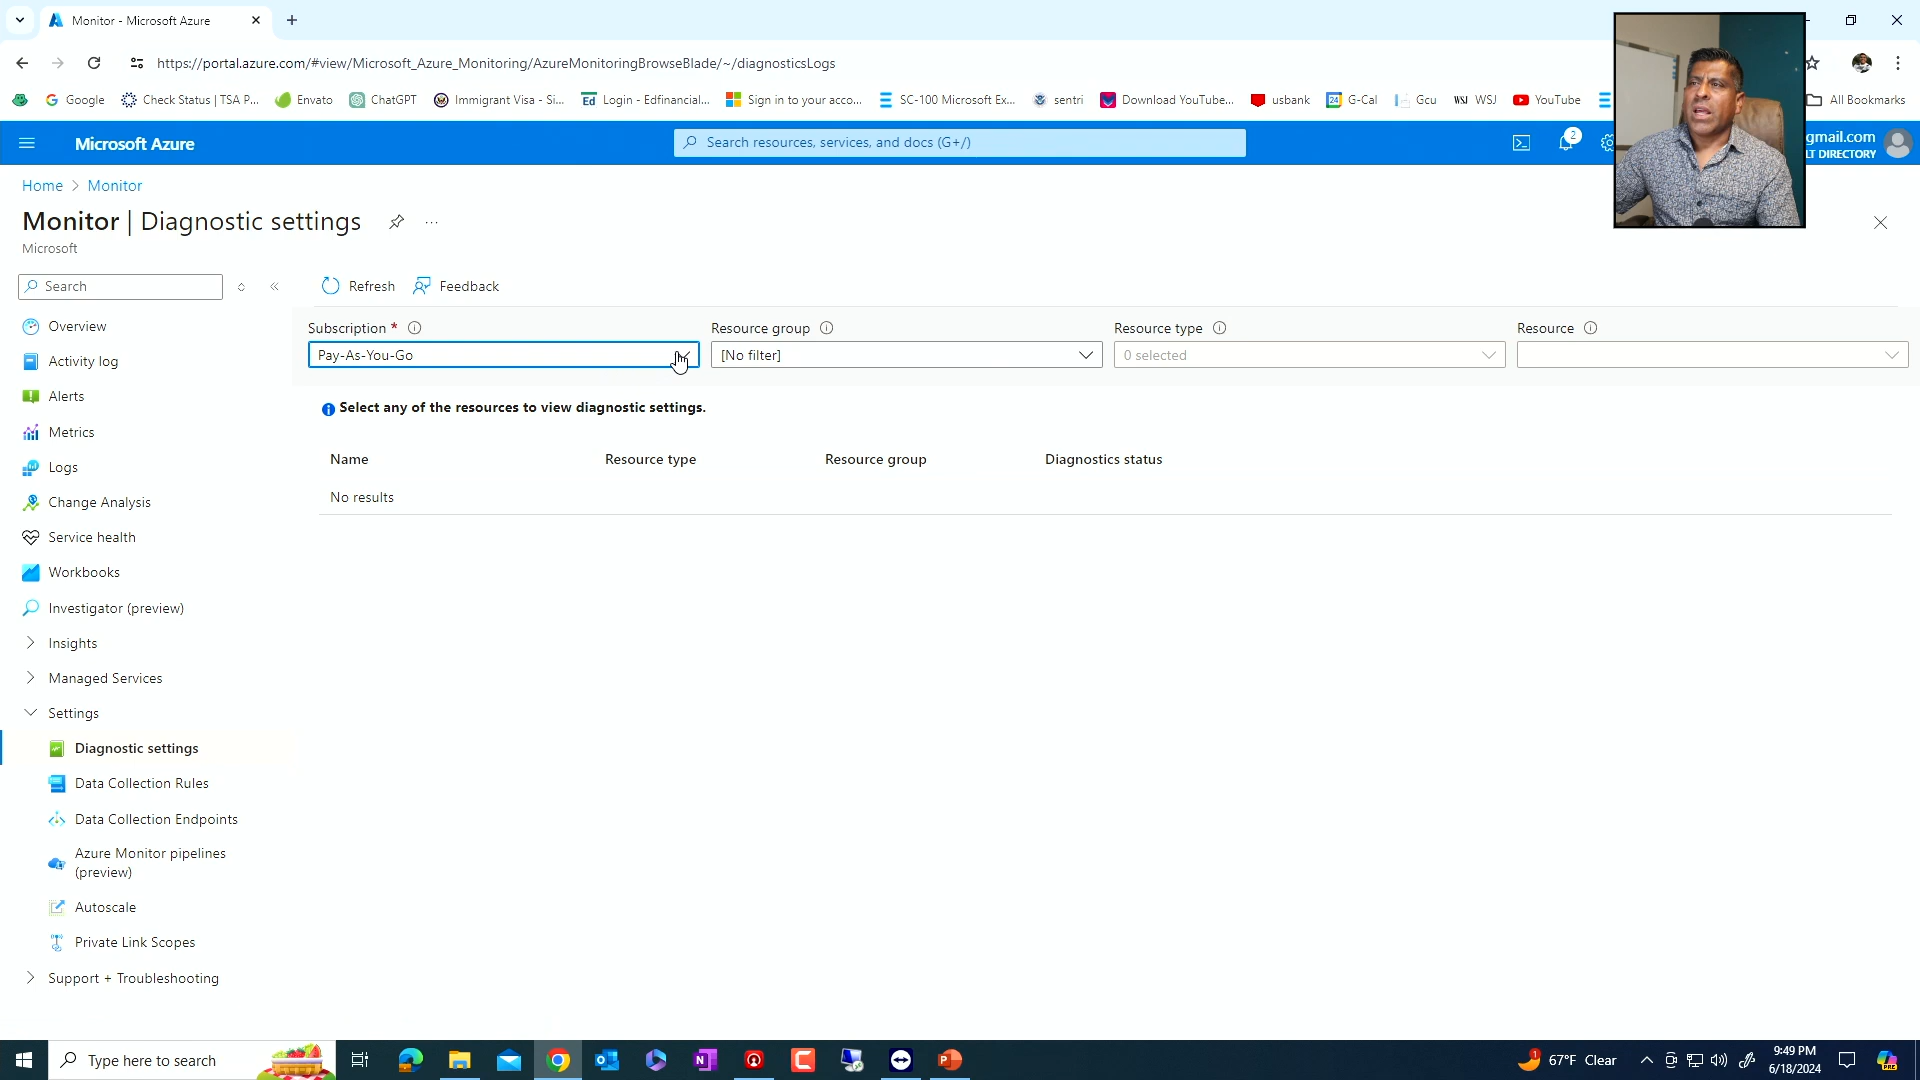 Monitor - Microsoft Azure
https://portal.azure.com/#view/Microsoft_Azure_Monitoring/AzureMonitoringBrowseBlade/~/diagnosticsLogs
Google
Check Status | TSA P...
Envato
ChatGPT
Immigrant Visa - Si...
Ed Login - Edfinancial...
Sign in to your acco...
SC-100 Microsoft Ex...
sentri
Download YouTube...
usbank
24 G-Cal
Gcu
WSJ WSJ
YouTube
All Bookmarks
Microsoft Azure
Search resources, services, and docs (G+/)
2
gmail.com
LT DIRECTORY
Home > Monitor
Monitor | Diagnostic settings
Microsoft
Search
Refresh
Feedback
Subscription *
Resource group
Resource type
Resource
Pay-As-You-Go
[No filter]
0 selected
Select any of the resources to view diagnostic settings.
Name
Resource type
Resource group
Diagnostics status
No results
Overview
Activity log
Alerts
Metrics
Logs
Change Analysis
Service health
Workbooks
Investigator (preview)
Insights
Managed Services
Settings
Diagnostic settings
Data Collection Rules
Data Collection Endpoints
Azure Monitor pipelines
(preview)
Autoscale
Private Link Scopes
Support + Troubleshooting
Type here to search
67°F Clear
9:49 PM
6/18/2024